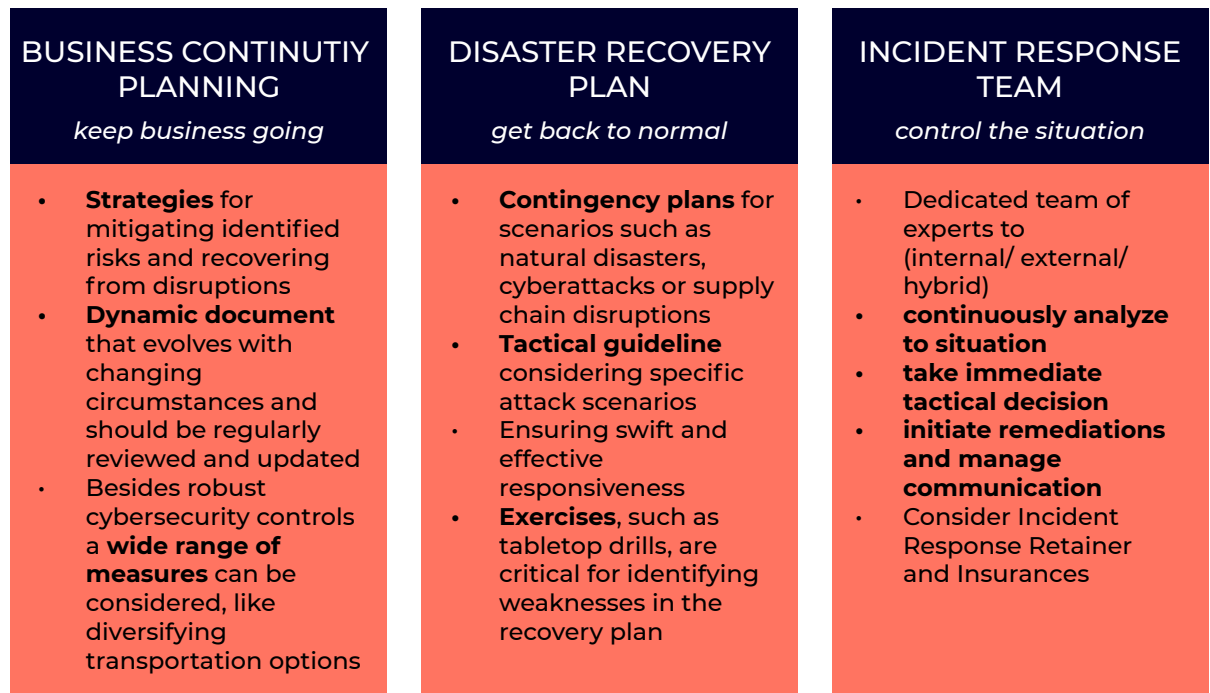 BUSINESS CONTINUTIY
PLANNING
keep business going
• Strategies for
mitigating identified
risks and recovering
from disruptions
• Dynamic document
that evolves with
changing
circumstances and
should be regularly
reviewed and updated
• Besides robust
cybersecurity controls
a wide range of
measures can be
considered, like
diversifying
transportation options
DISASTER RECOVERY
PLAN
get back to normal
• Contingency plans for
scenarios such as
natural disasters,
cyberattacks or supply
chain disruptions
• Tactical guideline
considering specific
attack scenarios
• Ensuring swift and
effective
responsiveness
• Exercises, such as
tabletop drills, are
critical for identifying
weaknesses in the
recovery plan
INCIDENT RESPONSE
TEAM
control the situation
• Dedicated team of
experts to
(internal/ external/
hybrid)
• continuously analyze
to situation
• take immediate
tactical decision
• initiate remediations
and manage
communication
• Consider Incident
Response Retainer
and Insurances